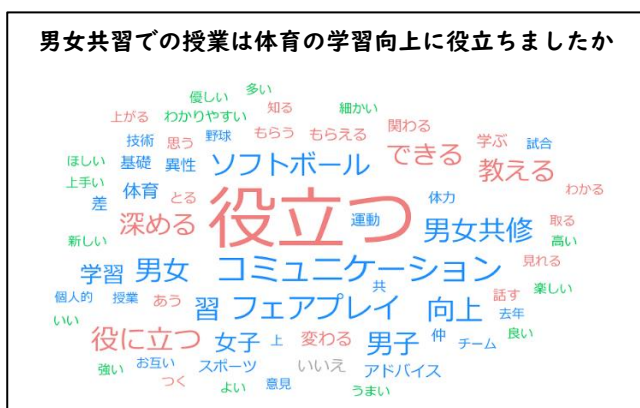 男女共習での授業は体育の学習向上に役立ちましたか
優しい 多い
上がる わかりやすい 知る 細かい
技術 思う 野球 もらう もらえる 関わる 学ぶ 試合
ほしい 基礎 異性 ソフトボール できる 教える
上手い 差 体育 とる 役立つ 体力 わかる
深める 運動 男女共修 取る
新しい 高い
学習 男女 コミュニケーション 見れる
個人的 授業 あう 習 フェアプレイ 共 向上 話す 楽しい
いい 去年
役に立つ 女子 上 変わる 男子 仲 チーム 良い
強い お互い スポーツ いいえ アドバイス
つく よい 意見 うまい